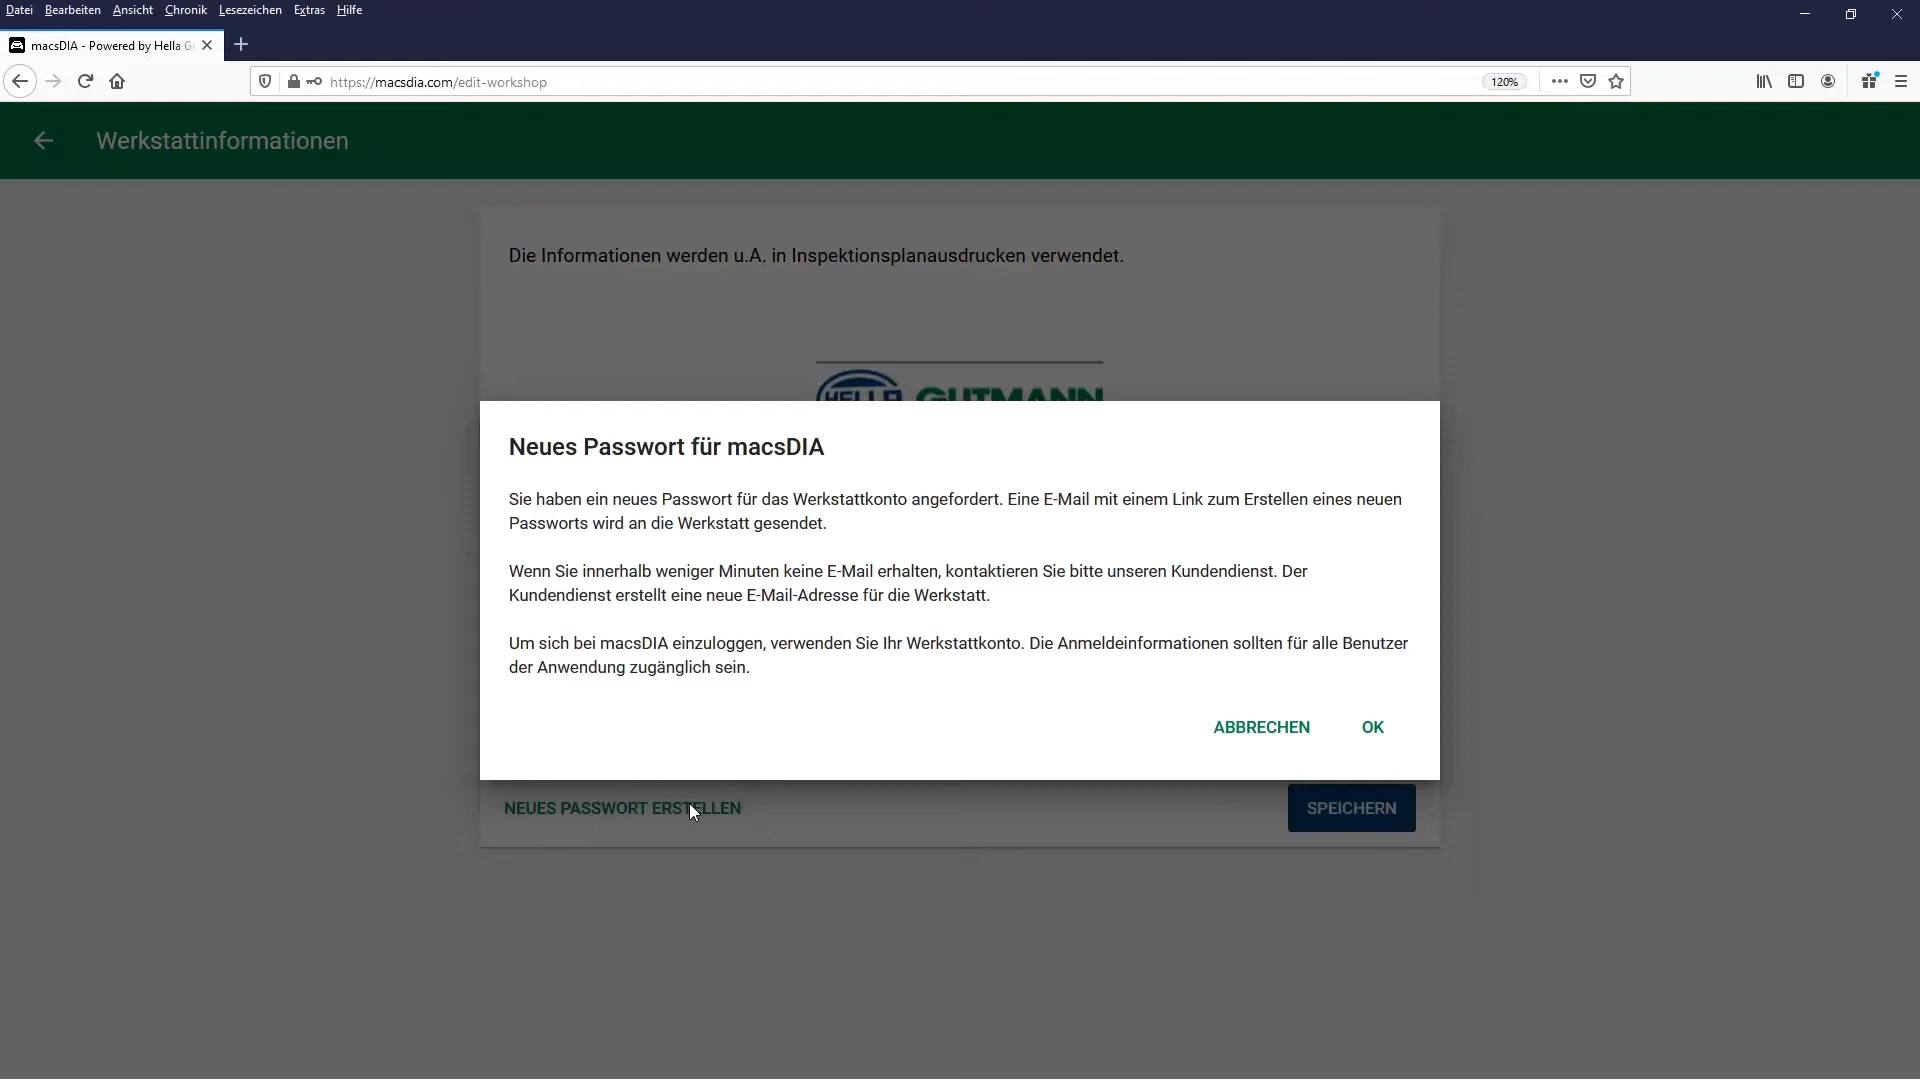 Datei Bearbeiten Ansicht Chronik Lesezeichen Extras Hilfe
macsDIA - Powered by Hella G
https://macsdia.com/edit-workshop
120%
Werkstattinformationen
Die Informationen werden u.A. in Inspektionsplanausdrucken verwendet.
HELLA GUTMANN
Neues Passwort für macsDIA
Sie haben ein neues Passwort für das Werkstattkonto angefordert. Eine E-Mail mit einem Link zum Erstellen eines neuen
Passworts wird an die Werkstatt gesendet.
Wenn Sie innerhalb weniger Minuten keine E-Mail erhalten, kontaktieren Sie bitte unseren Kundendienst. Der
Kundendienst erstellt eine neue E-Mail-Adresse für die Werkstatt.
Um sich bei macsDIA einzuloggen, verwenden Sie Ihr Werkstattkonto. Die Anmeldeinformationen sollten für alle Benutzer
der Anwendung zugänglich sein.
ABBRECHEN OK
NEUES PASSWORT ERSTELLEN SPEICHERN